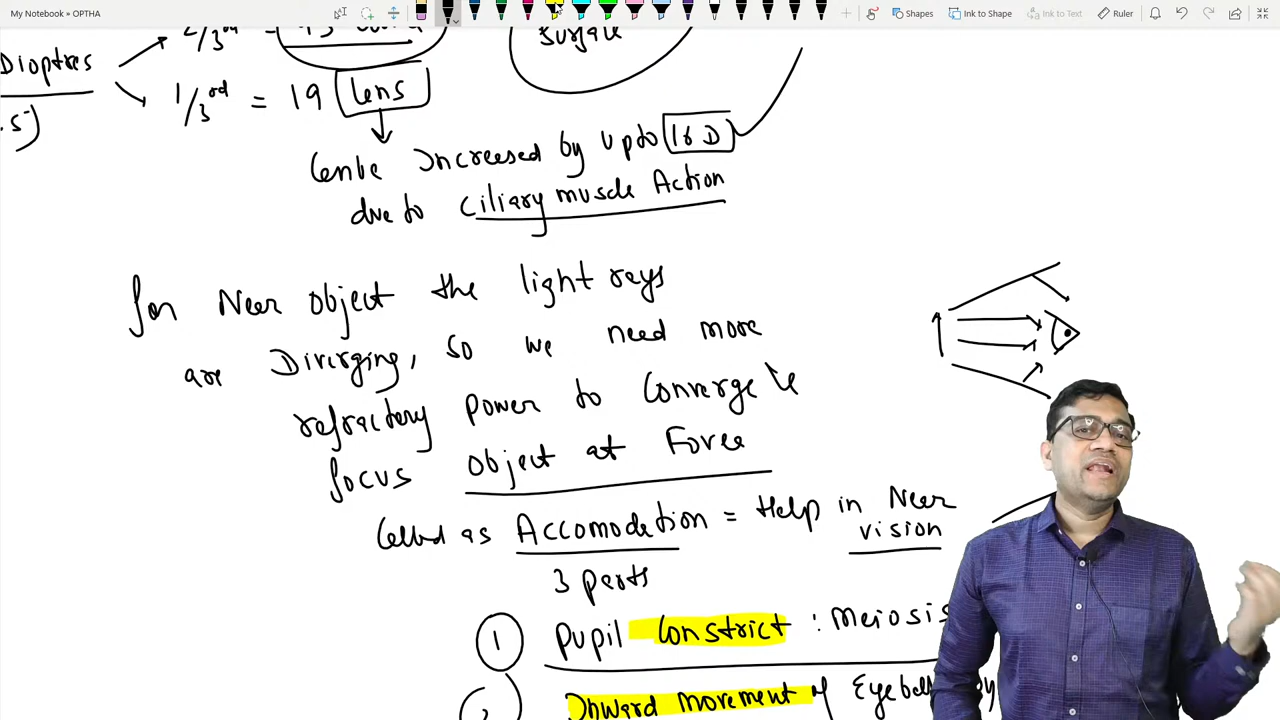 My Notebook » OPTHA
Shapes
Ink to Shape
Ink to Text
Ruler
Dioptres
2/3rd =
surface
.5)
1/3rd = 19 lens
Increased by upto 16 D
due to Ciliary muscle Action
for Near object the light rays
are Diverging, so we need more
refractory power to Converge &
focus object at Fovea
Called as Accomodation = Help in Near
vision
3 parts
1 Pupil Constrict : Meiosis
2 Inward movement of Eyeball by